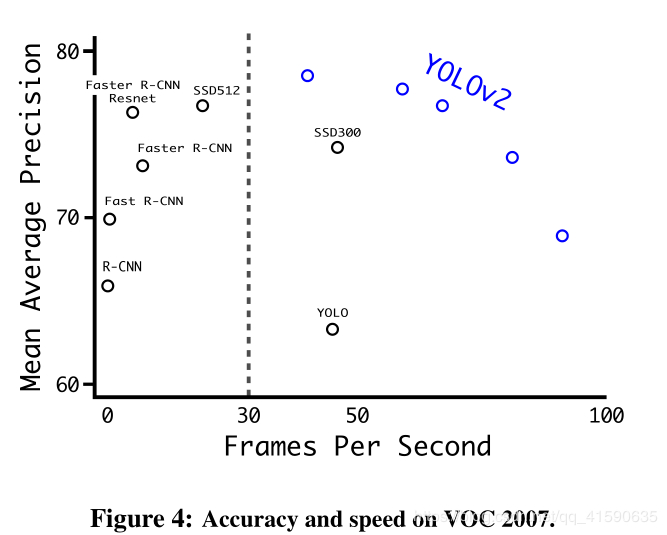 80
YOLOv2
Faster R-CNN
Resnet
SSD512
SSD300
Faster R-CNN
70
Fast R-CNN
R-CNN
YOLO
60
Mean Average Precision
0 30 50 100
Frames Per Second
Figure 4: Accuracy and speed on VOC 2007.
qq_41590635